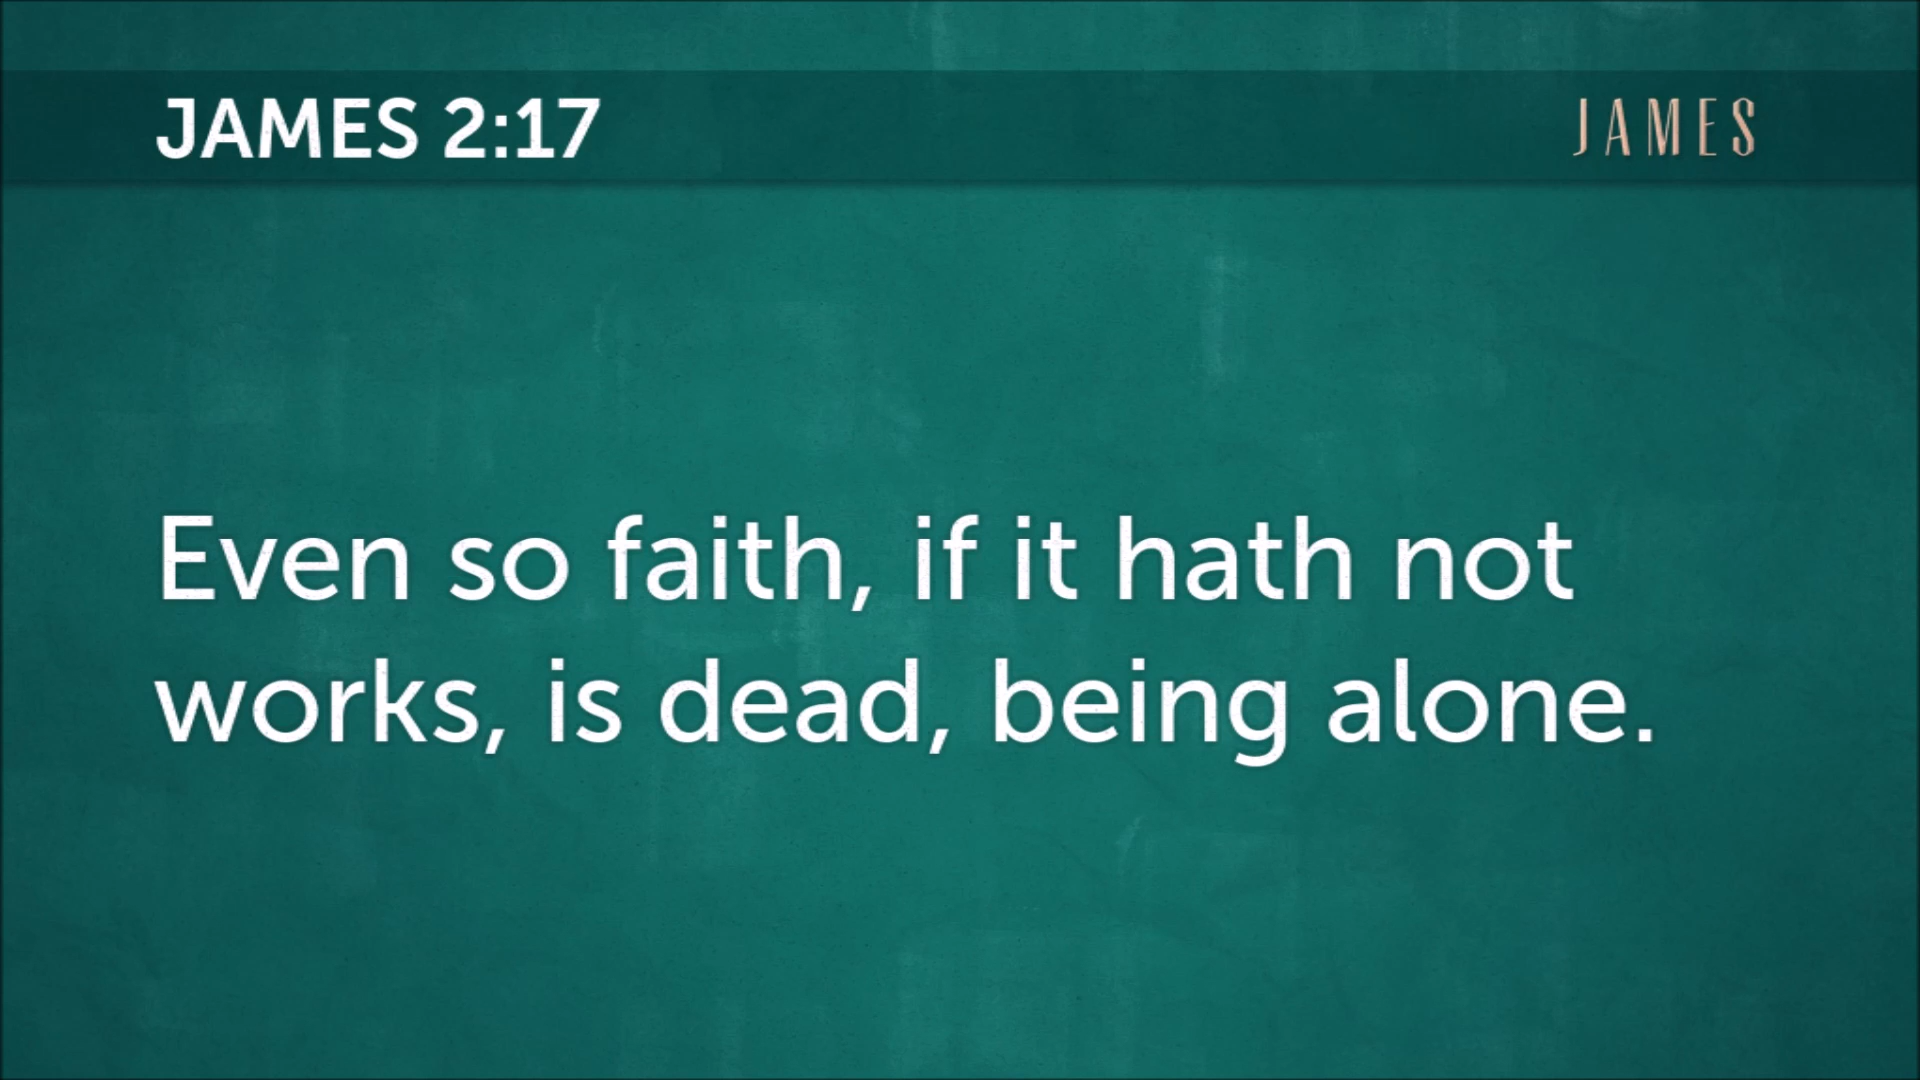 JAMES 2:17
JAMES
Even so faith, if it hath not
works, is dead, being alone.